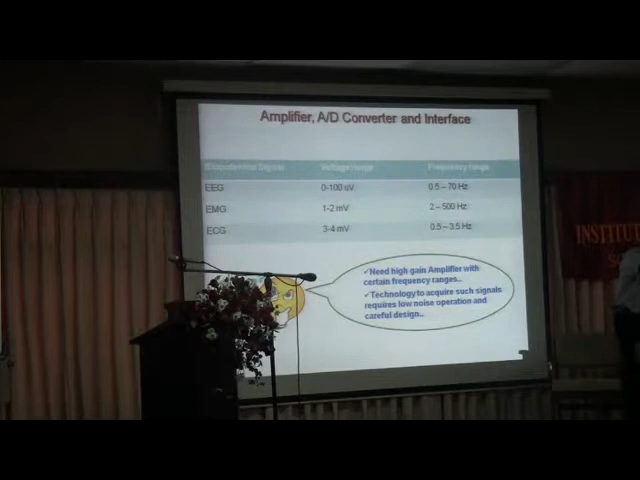 Amplifier, A/D Converter and Interface
Signals Voltage range Frequency range
EEG 0-100 uV 0.5 – 70 Hz
EMG 1-2 mV 2 – 500 Hz
ECG 3-4 mV 0.5 – 3.5 Hz
✓Need high gain Amplifier with
certain frequency ranges..
✓Technology to acquire such signals
requires low noise operation and
careful design..